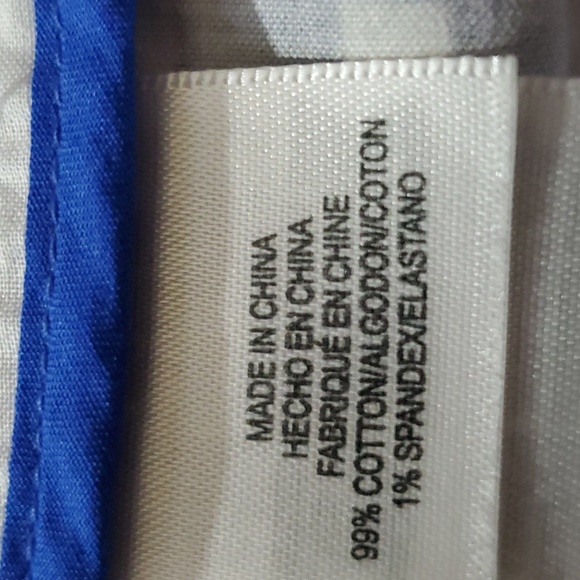 MADE IN CHINA
HECHO EN CHINA
FABRIQUÉ EN CHINE
99% COTTON/ALGODON/COTON
1% SPANDEX/ELASTANO